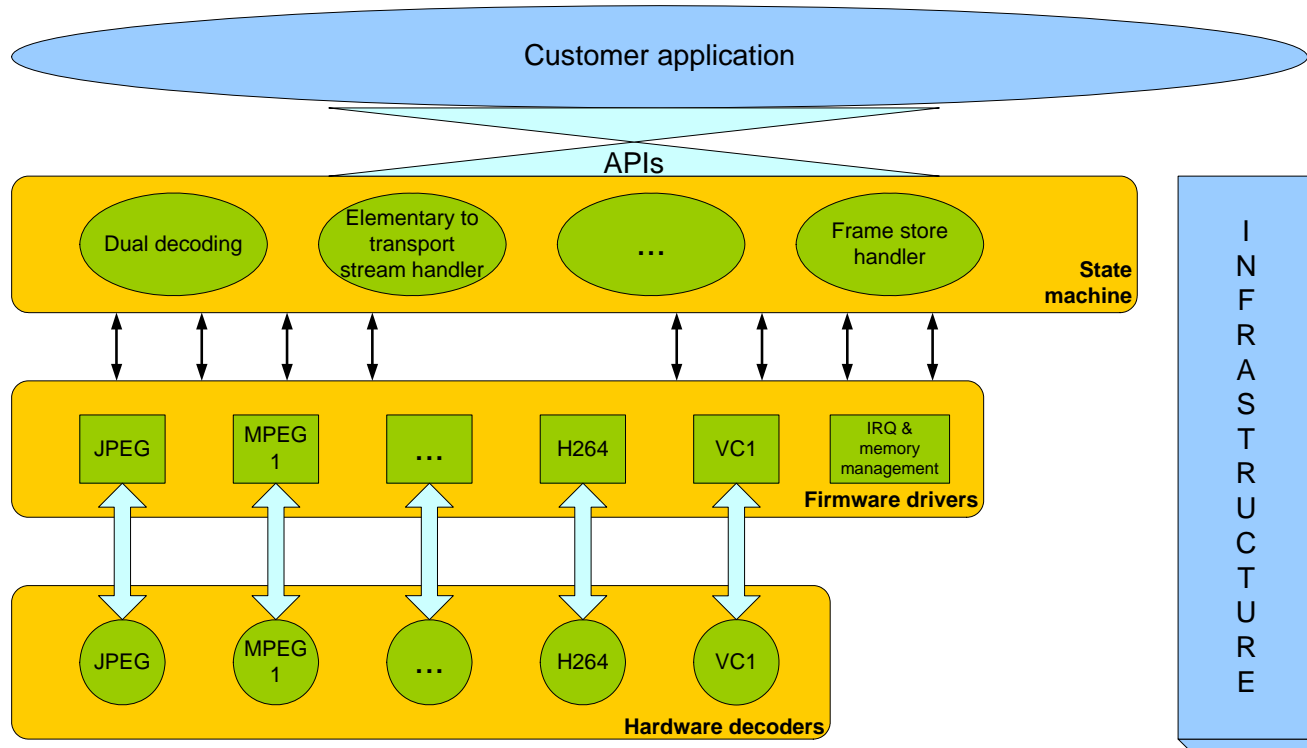 Customer application
APIs
Dual decoding
Elementary to
transport
stream handler
...
Frame store
handler
State
machine
JPEG
MPEG
1
...
H264
VC1
IRQ &
memory
management
Firmware drivers
JPEG
MPEG
1
...
H264
VC1
Hardware decoders
I
N
F
R
A
S
T
R
U
C
T
U
R
E